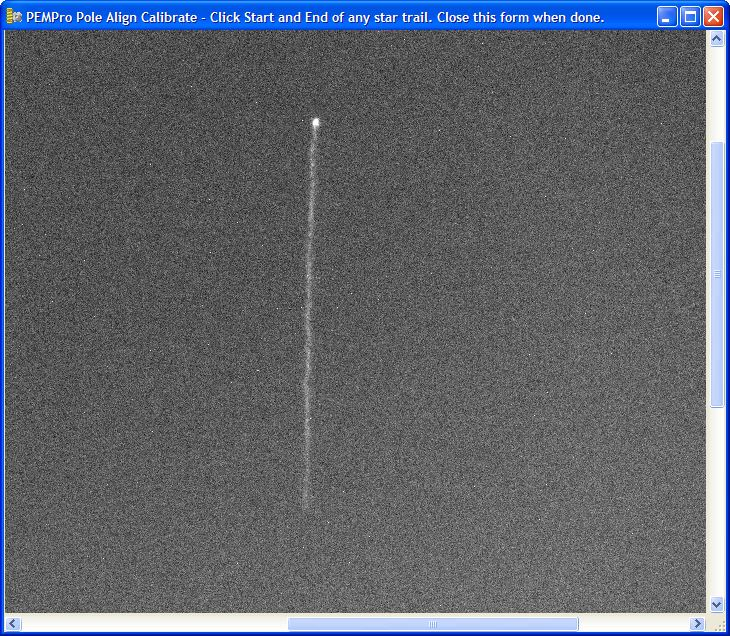 PEMPro Pole Align Calibrate - Click Start and End of any star trail. Close this form when done.